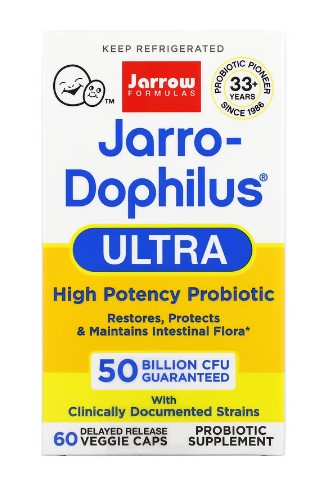 KEEP REFRIGERATED
Jarrow
FORMULAS
PROBIOTIC PIONEER
33+
YEARS
SINCE 1986
TM
Jarro-
Dophilus®
ULTRA
High Potency Probiotic
Restores, Protects
& Maintains Intestinal Flora*
50 BILLION CFU
GUARANTEED
With
Clinically Documented Strains
60 DELAYED RELEASE
VEGGIE CAPS
PROBIOTIC
SUPPLEMENT